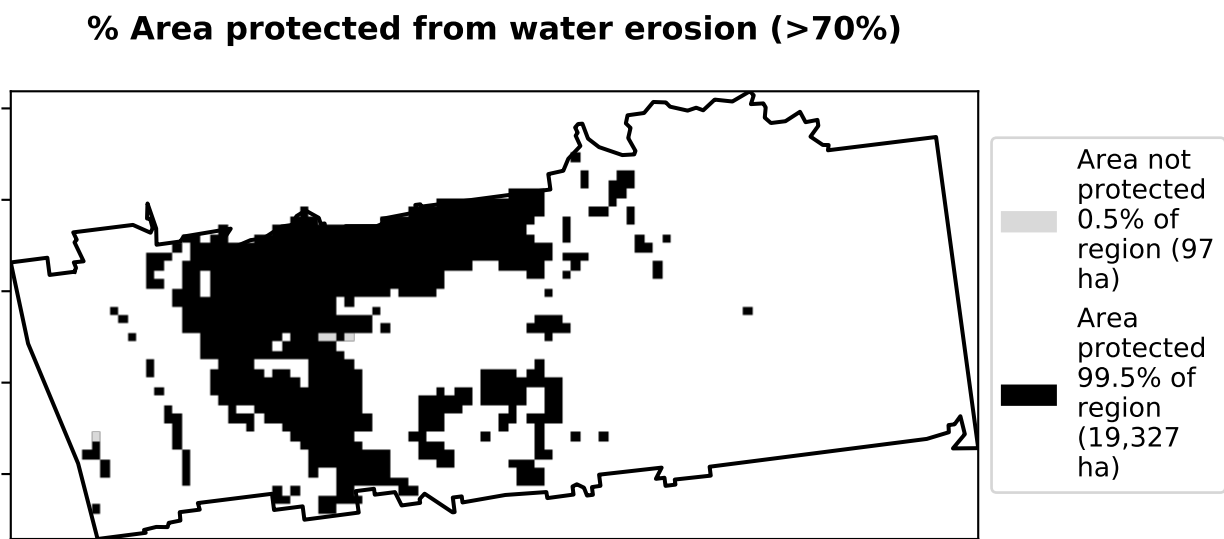 % Area protected from water erosion (>70%)
Area not
protected
0.5% of
region (97
ha)
Area
protected
99.5% of
region
(19,327
ha)